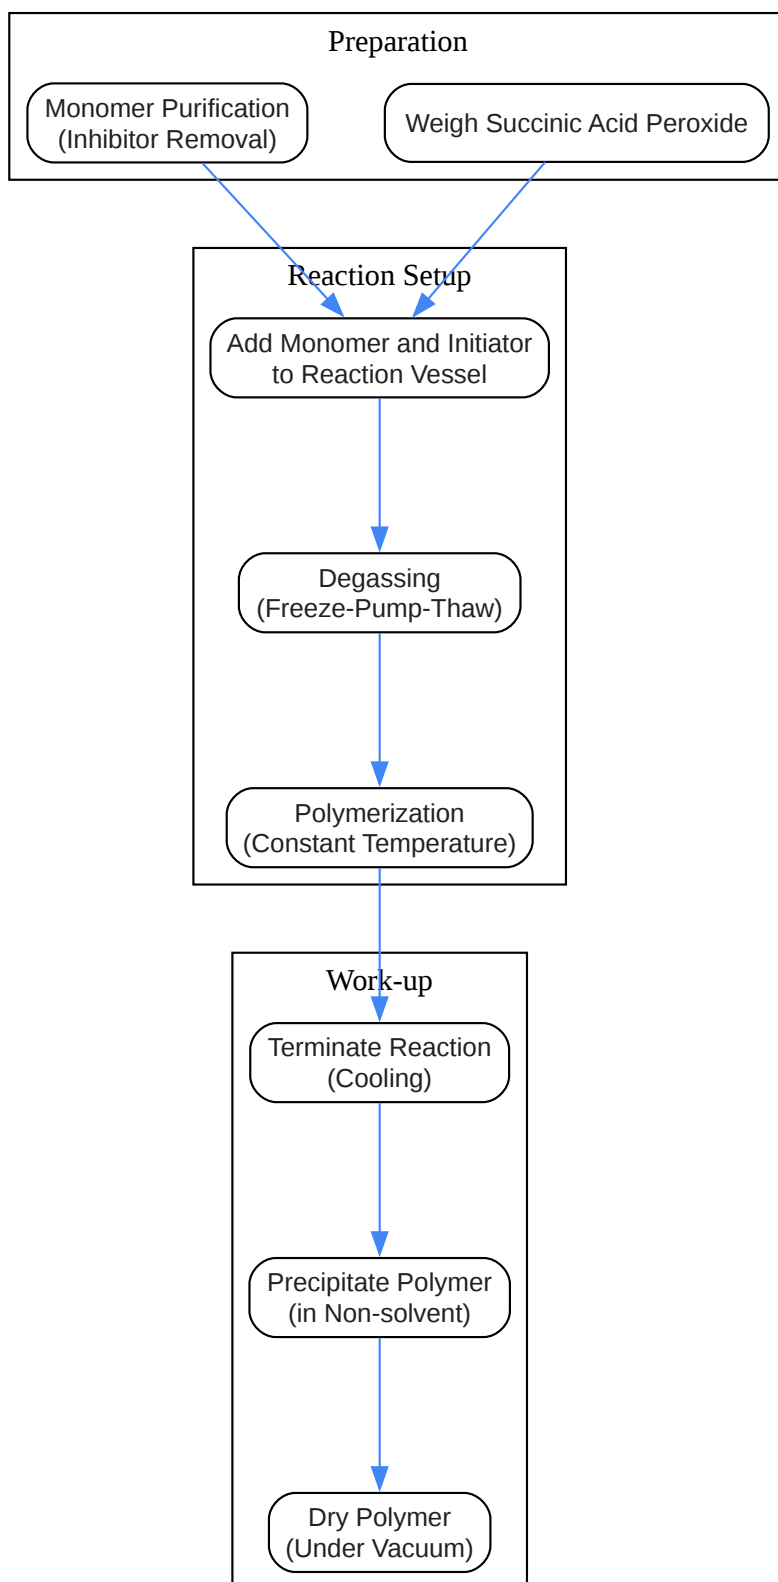 Preparation
Monomer Purification
(Inhibitor Removal)
Weigh Succinic Acid Peroxide
Reaction Setup
Add Monomer and Initiator
to Reaction Vessel
Degassing
(Freeze-Pump-Thaw)
Polymerization
(Constant Temperature)
Work-up
Terminate Reaction
(Cooling)
Precipitate Polymer
(in Non-solvent)
Dry Polymer
(Under Vacuum)